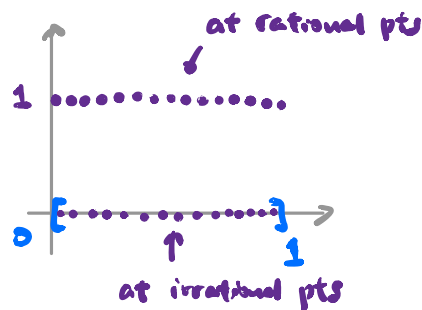 at rational pts
1
[ ]
0
1
at irrational pts